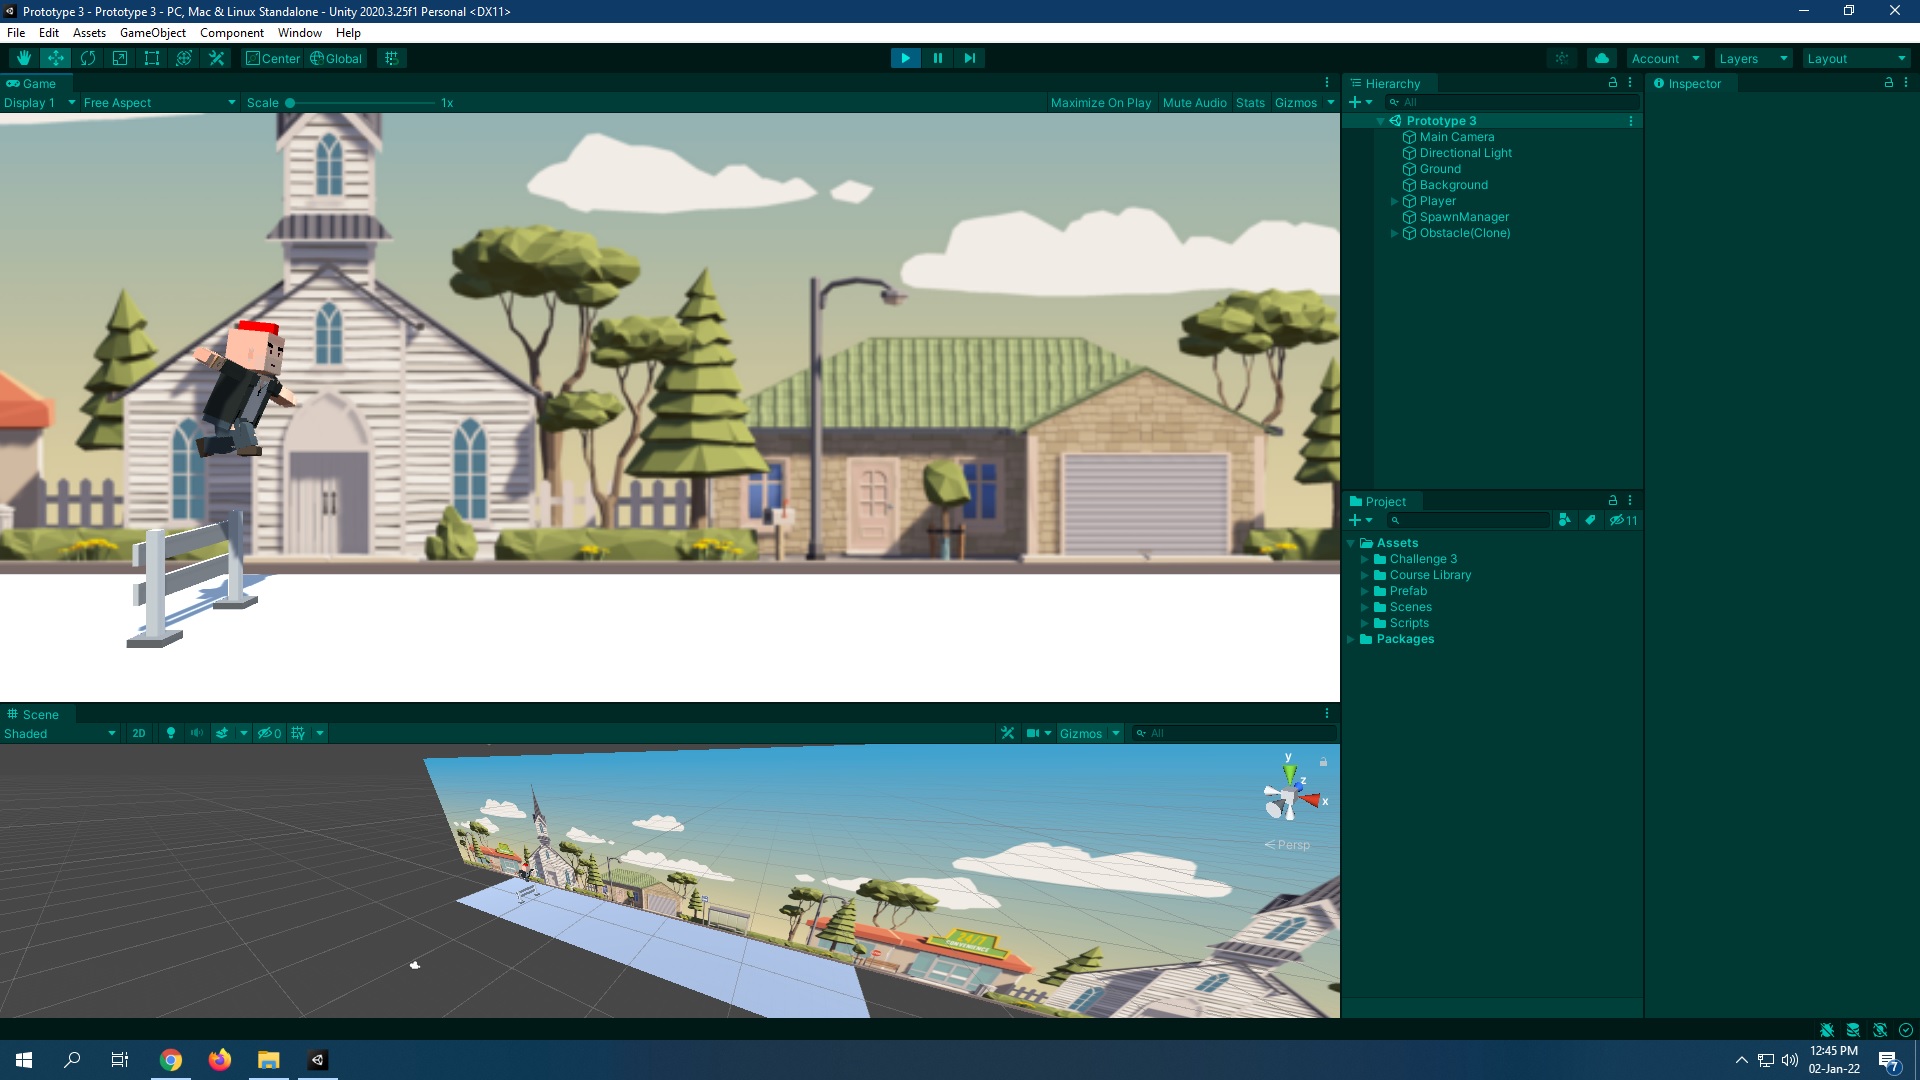 Prototype 3 - Prototype 3 - PC, Mac & Linux Standalone - Unity 2020.3.25f1 Personal <DX11>
File Edit Assets GameObject Component Window Help
Center Global Account Layers Layout
Game
Display 1 Free Aspect Scale 1x Maximize On Play Mute Audio Stats Gizmos
Hierarchy
All
Prototype 3
Main Camera
Directional Light
Ground
Background
Player
SpawnManager
Obstacle(Clone)
Inspector
Project
11
Assets
Challenge 3
Course Library
Prefab
Scenes
Scripts
Packages
Scene
Shaded 2D 0 Gizmos All
y
z
x
Persp
24/7
CONVENIENCE
12:45 PM
02-Jan-22
7